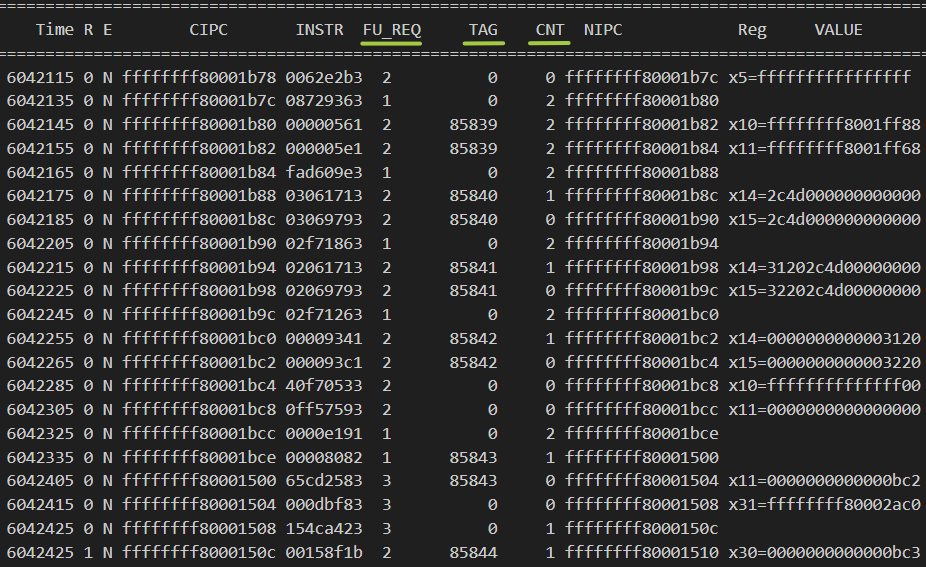 ================================================================================
Time R E CIPC INSTR FU_REQ TAG CNT NIPC Reg VALUE
================================================================================
6042115 0 N ffffffff80001b78 0062e2b3 2 0 0 ffffffff80001b7c x5=ffffffffffffffff
6042135 0 N ffffffff80001b7c 08729363 1 0 2 ffffffff80001b80
6042145 0 N ffffffff80001b80 00000561 2 85839 2 ffffffff80001b82 x10=ffffffff8001ff88
6042155 0 N ffffffff80001b82 000005e1 2 85839 2 ffffffff80001b84 x11=ffffffff8001ff68
6042165 0 N ffffffff80001b84 fad609e3 1 0 2 ffffffff80001b88
6042175 0 N ffffffff80001b88 03061713 2 85840 1 ffffffff80001b8c x14=2c4d000000000000
6042185 0 N ffffffff80001b8c 03069793 2 85840 0 ffffffff80001b90 x15=2c4d000000000000
6042205 0 N ffffffff80001b90 02f71863 1 0 2 ffffffff80001b94
6042215 0 N ffffffff80001b94 02061713 2 85841 1 ffffffff80001b98 x14=31202c4d00000000
6042225 0 N ffffffff80001b98 02069793 2 85841 0 ffffffff80001b9c x15=32202c4d00000000
6042245 0 N ffffffff80001b9c 02f71263 1 0 2 ffffffff80001bc0
6042255 0 N ffffffff80001bc0 00009341 2 85842 1 ffffffff80001bc2 x14=0000000000003120
6042265 0 N ffffffff80001bc2 000093c1 2 85842 0 ffffffff80001bc4 x15=0000000000003220
6042285 0 N ffffffff80001bc4 40f70533 2 0 0 ffffffff80001bc8 x10=ffffffffffffff00
6042305 0 N ffffffff80001bc8 0ff57593 2 0 0 ffffffff80001bcc x11=0000000000000000
6042325 0 N ffffffff80001bcc 0000e191 1 0 2 ffffffff80001bce
6042335 0 N ffffffff80001bce 00008082 1 85843 1 ffffffff80001500
6042405 0 N ffffffff80001500 65cd2583 3 85843 0 ffffffff80001504 x11=0000000000000bc2
6042415 0 N ffffffff80001504 000dbf83 3 0 0 ffffffff80001508 x31=ffffffff80002ac0
6042425 0 N ffffffff80001508 154ca423 3 0 1 ffffffff8000150c
6042425 1 N ffffffff8000150c 00158f1b 2 85844 1 ffffffff80001510 x30=0000000000000bc3